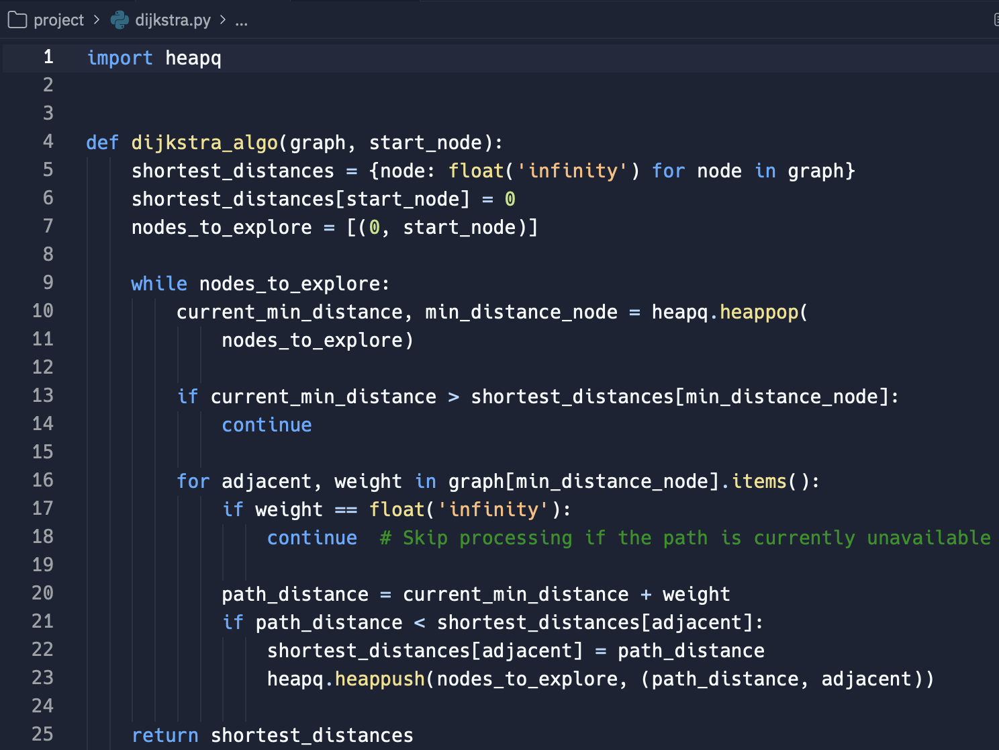 project > dijkstra.py > ...
1 import heapq
2
3
4 def dijkstra_algo(graph, start_node):
5     shortest_distances = {node: float('infinity') for node in graph}
6     shortest_distances[start_node] = 0
7     nodes_to_explore = [(0, start_node)]
8
9     while nodes_to_explore:
10         current_min_distance, min_distance_node = heapq.heappop(
11             nodes_to_explore)
12
13         if current_min_distance > shortest_distances[min_distance_node]:
14             continue
15
16         for adjacent, weight in graph[min_distance_node].items():
17             if weight == float('infinity'):
18                 continue  # Skip processing if the path is currently unavailable
19
20             path_distance = current_min_distance + weight
21             if path_distance < shortest_distances[adjacent]:
22                 shortest_distances[adjacent] = path_distance
23                 heapq.heappush(nodes_to_explore, (path_distance, adjacent))
24
25     return shortest_distances